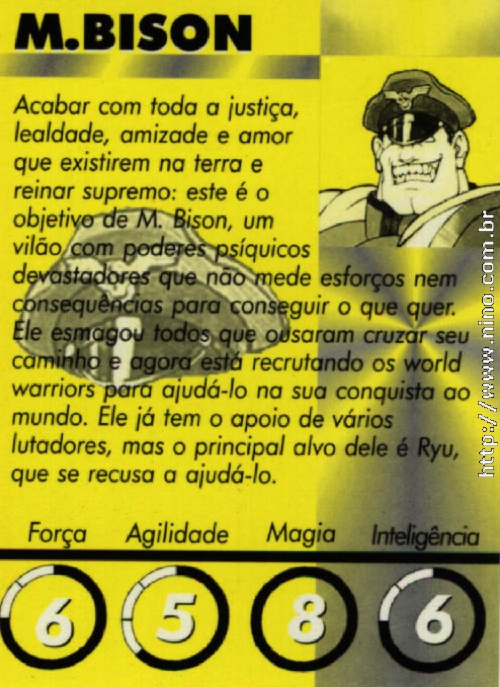 M.BISON
Acabar com toda a justiça,
lealdade, amizade e amor
que existirem na terra e
reinar supremo: este é o
objetivo de M. Bison, um
vilão com poderes psíquicos
devastadores que não mede esforços nem
consequências para conseguir o que quer.
Ele esmagou todos que ousaram cruzar seu
caminho e agora está recrutando os world
warriors para ajudá-lo na sua conquista ao
mundo. Ele já tem o apoio de vários
lutadores, mas o principal alvo dele é Ryu,
que se recusa a ajudá-lo.
http://www.nimo.com.br
Força Agilidade Magia Inteligência
6 5 8 6